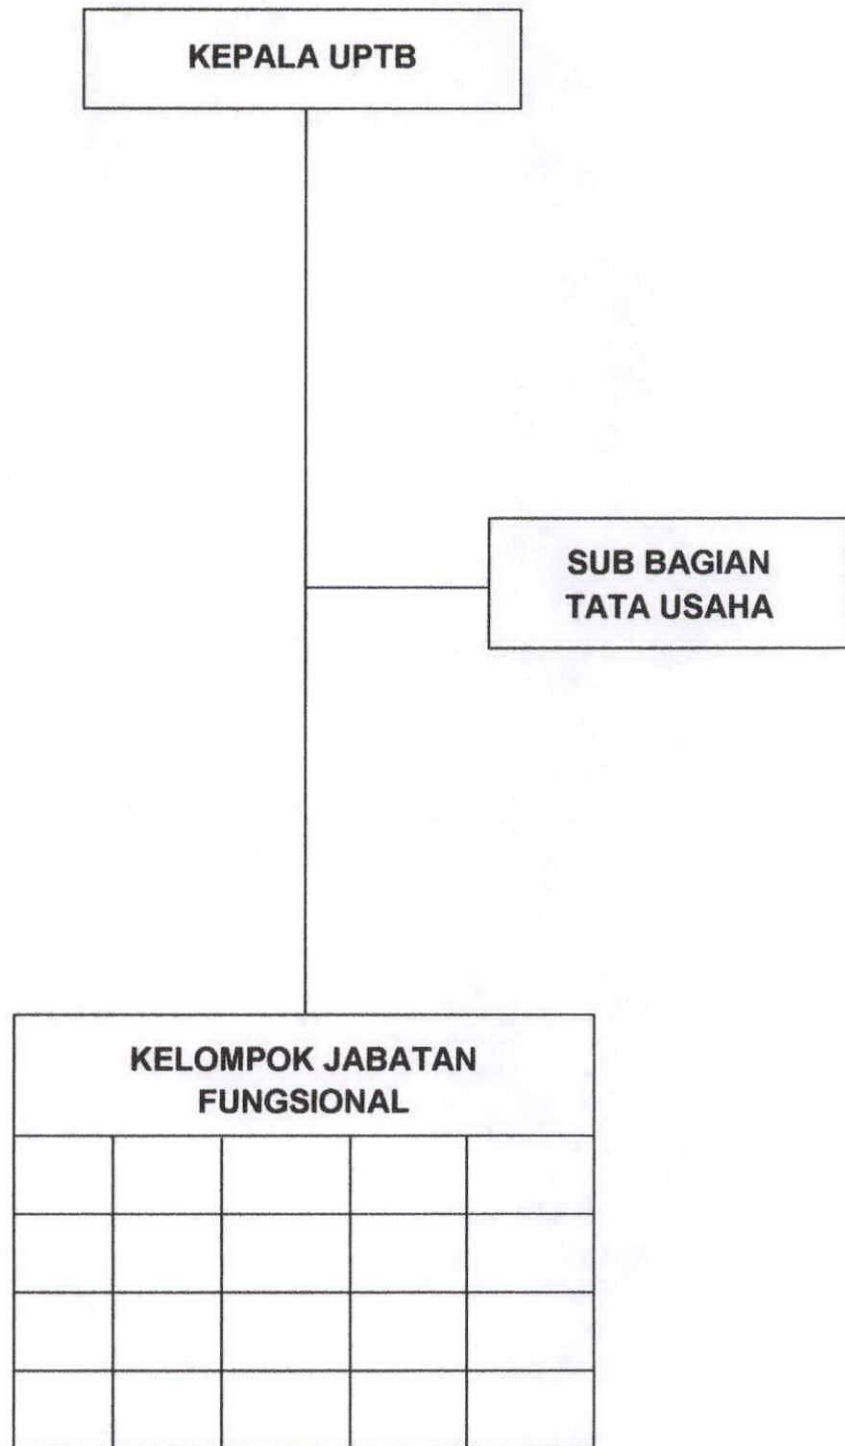 KEPALA UPTB
SUB BAGIAN
TATA USAHA
KELOMPOK JABATAN
FUNGSIONAL